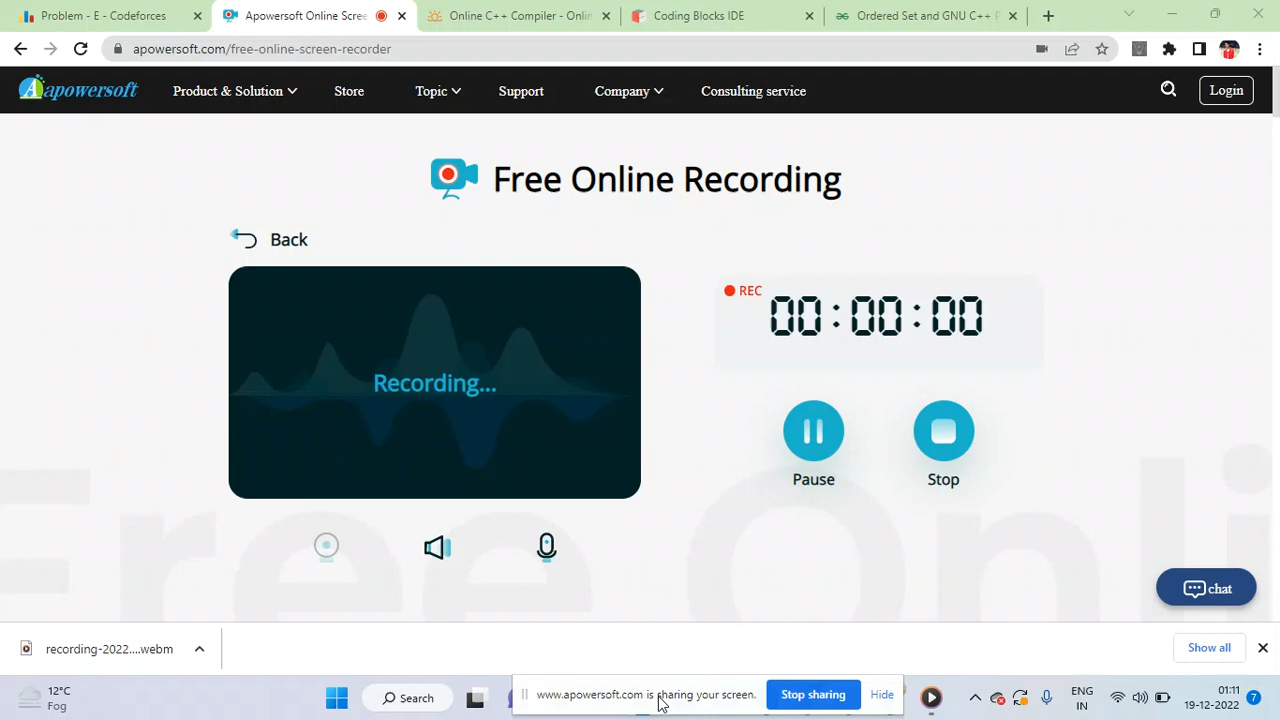 Problem - E - Codeforces
Apowersoft Online Scree
Online C++ Compiler - Onlin
Coding Blocks IDE
Ordered Set and GNU C++ P
apowersoft.com/free-online-screen-recorder
Apowersoft
Product & Solution
Store
Topic
Support
Company
Consulting service
Login
Free Online Recording
Back
Recording...
REC
00:00:00
Pause
Stop
Free Onli
chat
recording-2022....webm
Show all
12°C
Fog
Search
www.apowersoft.com is sharing your screen.
Stop sharing
Hide
ENG
IN
01:11
19-12-2022
7